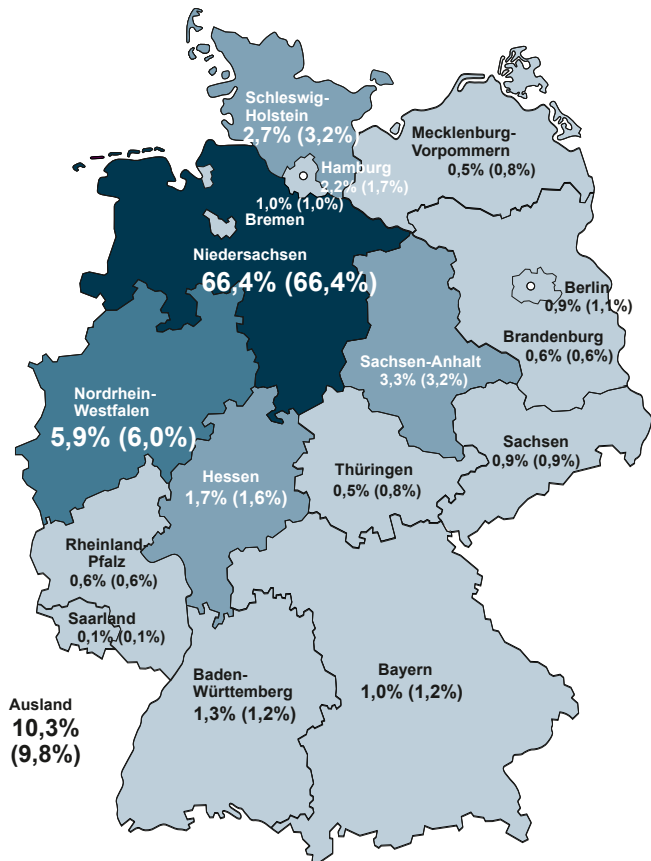 Schleswig-
Holstein
2,7% (3,2%)
Mecklenburg-
Vorpommern
0,5% (0,8%)
Hamburg
2,2% (1,7%)
1,0% (1,0%)
Bremen
Niedersachsen
66,4% (66,4%)
Berlin
0,9% (1,1%)
Brandenburg
0,6% (0,6%)
Sachsen-Anhalt
3,3% (3,2%)
Nordrhein-
Westfalen
5,9% (6,0%)
Sachsen
0,9% (0,9%)
Hessen
1,7% (1,6%)
Thüringen
0,5% (0,8%)
Rheinland-
Pfalz
0,6% (0,6%)
Saarland
0,1% (0,1%)
Baden-
Württemberg
1,3% (1,2%)
Bayern
1,0% (1,2%)
Ausland
10,3%
(9,8%)